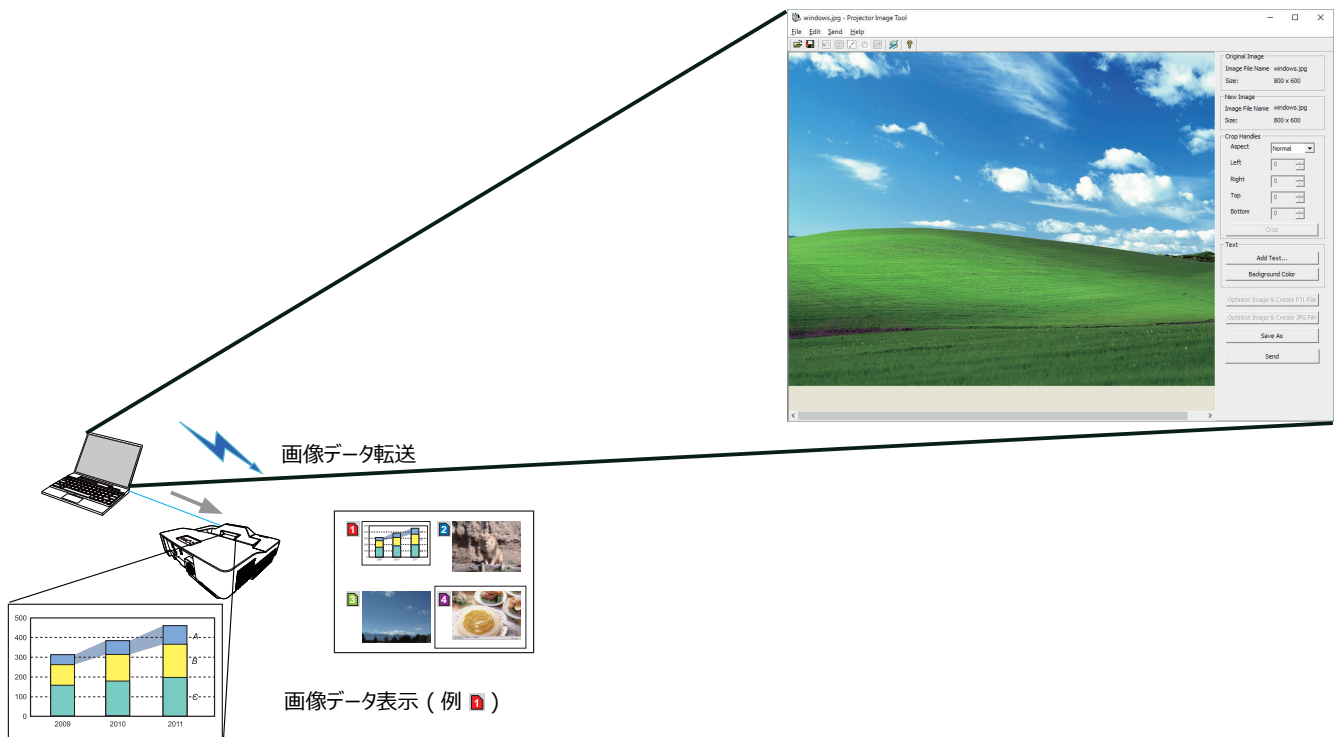 windows.jpg - Projector Image Tool
File Edit Send Help
Original Image
Image File Name windows.jpg
Size: 800 x 600
New Image
Image File Name windows.jpg
Size: 800 x 600
Crop Handles
Aspect Normal
Left 0
Right 0
Top 0
Bottom 0
Crop
Text
Add Text...
Background Color
Optimize Image & Create PJT File
Optimize Image & Create JPG File
Save As
Send
画像データ転送
1
2
3
4
500
400
300
200
100
0
A
B
C
2009 2010 2011
画像データ表示 ( 例 1 )